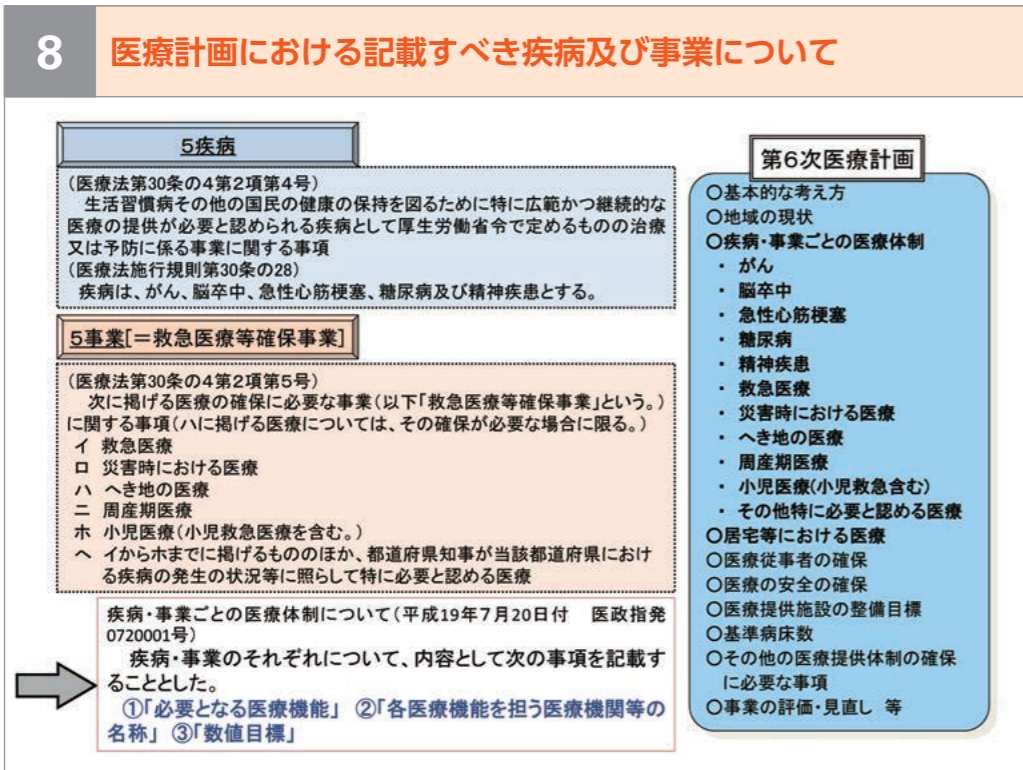 8
医療計画における記載すべき疾病及び事業について
5疾病
(医療法第30条の4第2項第4号)
生活習慣病その他の国民の健康の保持を図るために特に広範かつ継続的な
医療の提供が必要と認められる疾病として厚生労働省令で定めるものの治療
又は予防に係る事業に関する事項
(医療法施行規則第30条の28)
疾病は、がん、脳卒中、急性心筋梗塞、糖尿病及び精神疾患とする。
5事業[=救急医療等確保事業]
(医療法第30条の4第2項第5号)
次に掲げる医療の確保に必要な事業(以下「救急医療等確保事業」という。)
に関する事項(ハに掲げる医療については、その確保が必要な場合に限る。)
イ 救急医療
ロ 災害時における医療
ハ へき地の医療
ニ 周産期医療
ホ 小児医療(小児救急医療を含む。)
ヘ イからホまでに掲げるもののほか、都道府県知事が当該都道府県におけ
る疾病の発生の状況等に照らして特に必要と認める医療
疾病・事業ごとの医療体制について(平成19年7月20日付 医政指発
0720001号)
疾病・事業のそれぞれについて、内容として次の事項を記載す
ることとした。
①「必要となる医療機能」 ②「各医療機能を担う医療機関等の
名称」 ③「数値目標」
第6次医療計画
○基本的な考え方
○地域の現状
○疾病・事業ごとの医療体制
・ がん
・ 脳卒中
・ 急性心筋梗塞
・ 糖尿病
・ 精神疾患
・ 救急医療
・ 災害時における医療
・ へき地の医療
・ 周産期医療
・ 小児医療(小児救急含む)
・ その他特に必要と認める医療
○居宅等における医療
○医療従事者の確保
○医療の安全の確保
○医療提供施設の整備目標
○基準病床数
○その他の医療提供体制の確保
に必要な事項
○事業の評価・見直し 等